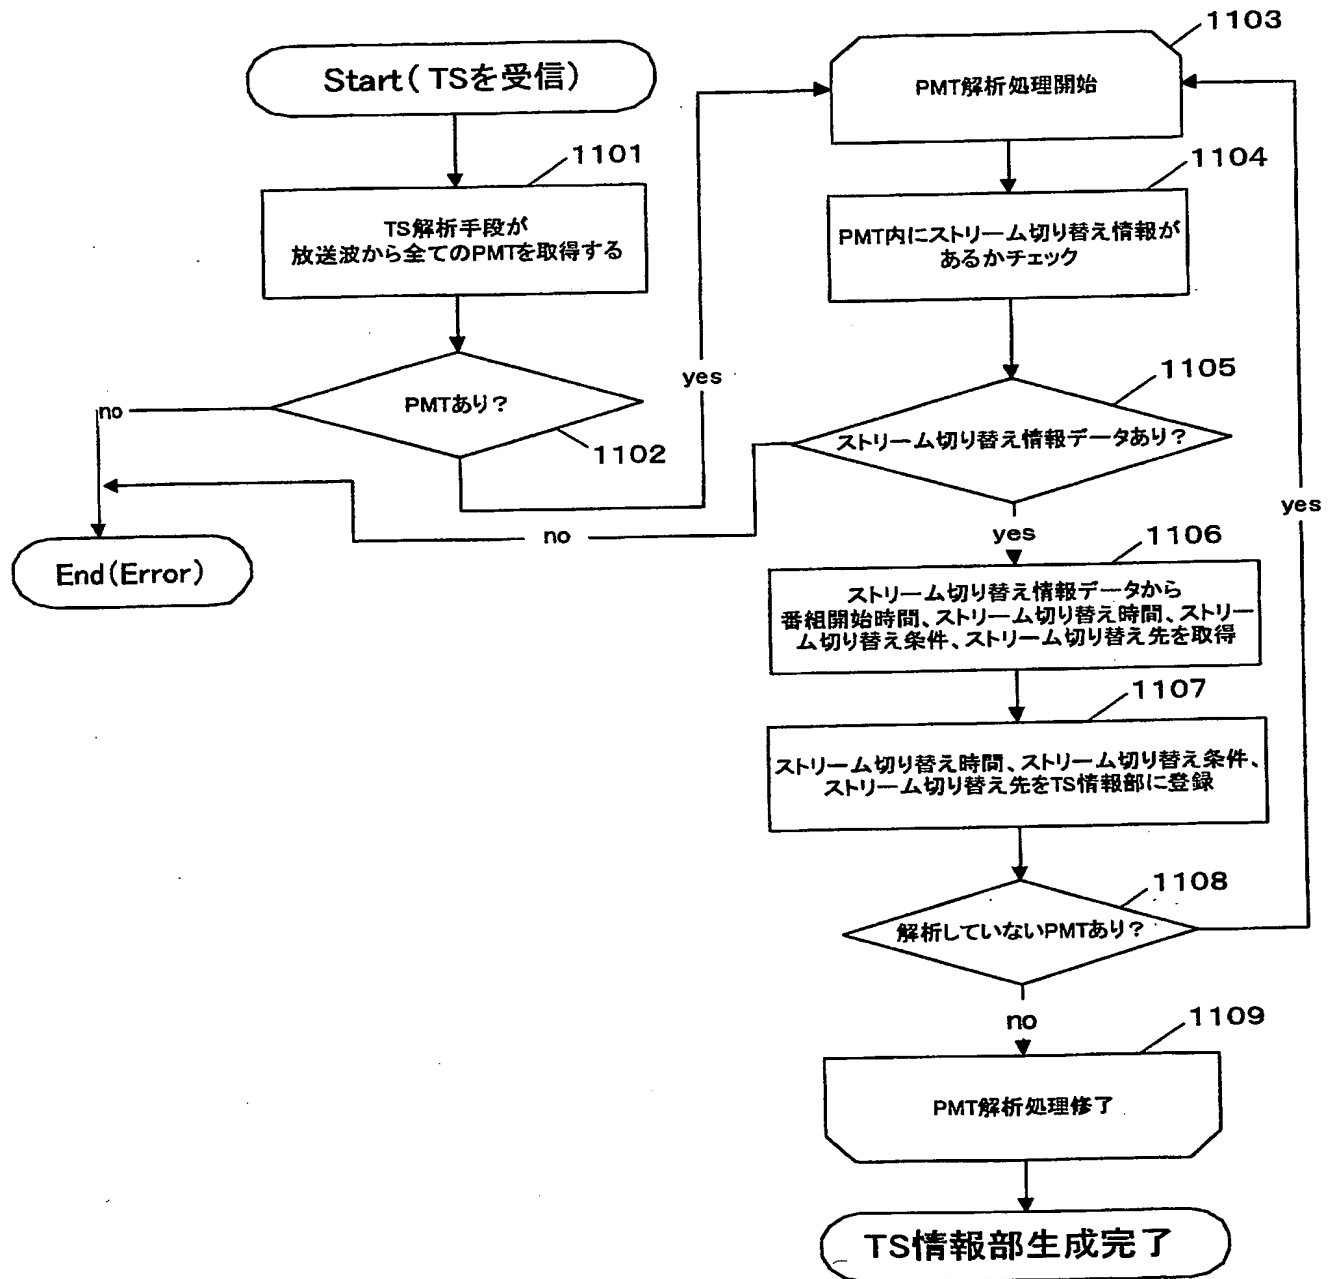 Start(TSを受信)
1101
TS解析手段が
放送波から全てのPMTを取得する
PMTあり?
1102
no
yes
End(Error)
1103
PMT解析処理開始
1104
PMT内にストリーム切り替え情報が
あるかチェック
1105
ストリーム切り替え情報データあり?
no
yes
1106
ストリーム切り替え情報データから
番組開始時間、ストリーム切り替え時間、ストリー
ム切り替え条件、ストリーム切り替え先を取得
1107
ストリーム切り替え時間、ストリーム切り替え条件、
ストリーム切り替え先をTS情報部に登録
1108
解析していないPMTあり?
yes
no
1109
PMT解析処理修了
TS情報部生成完了